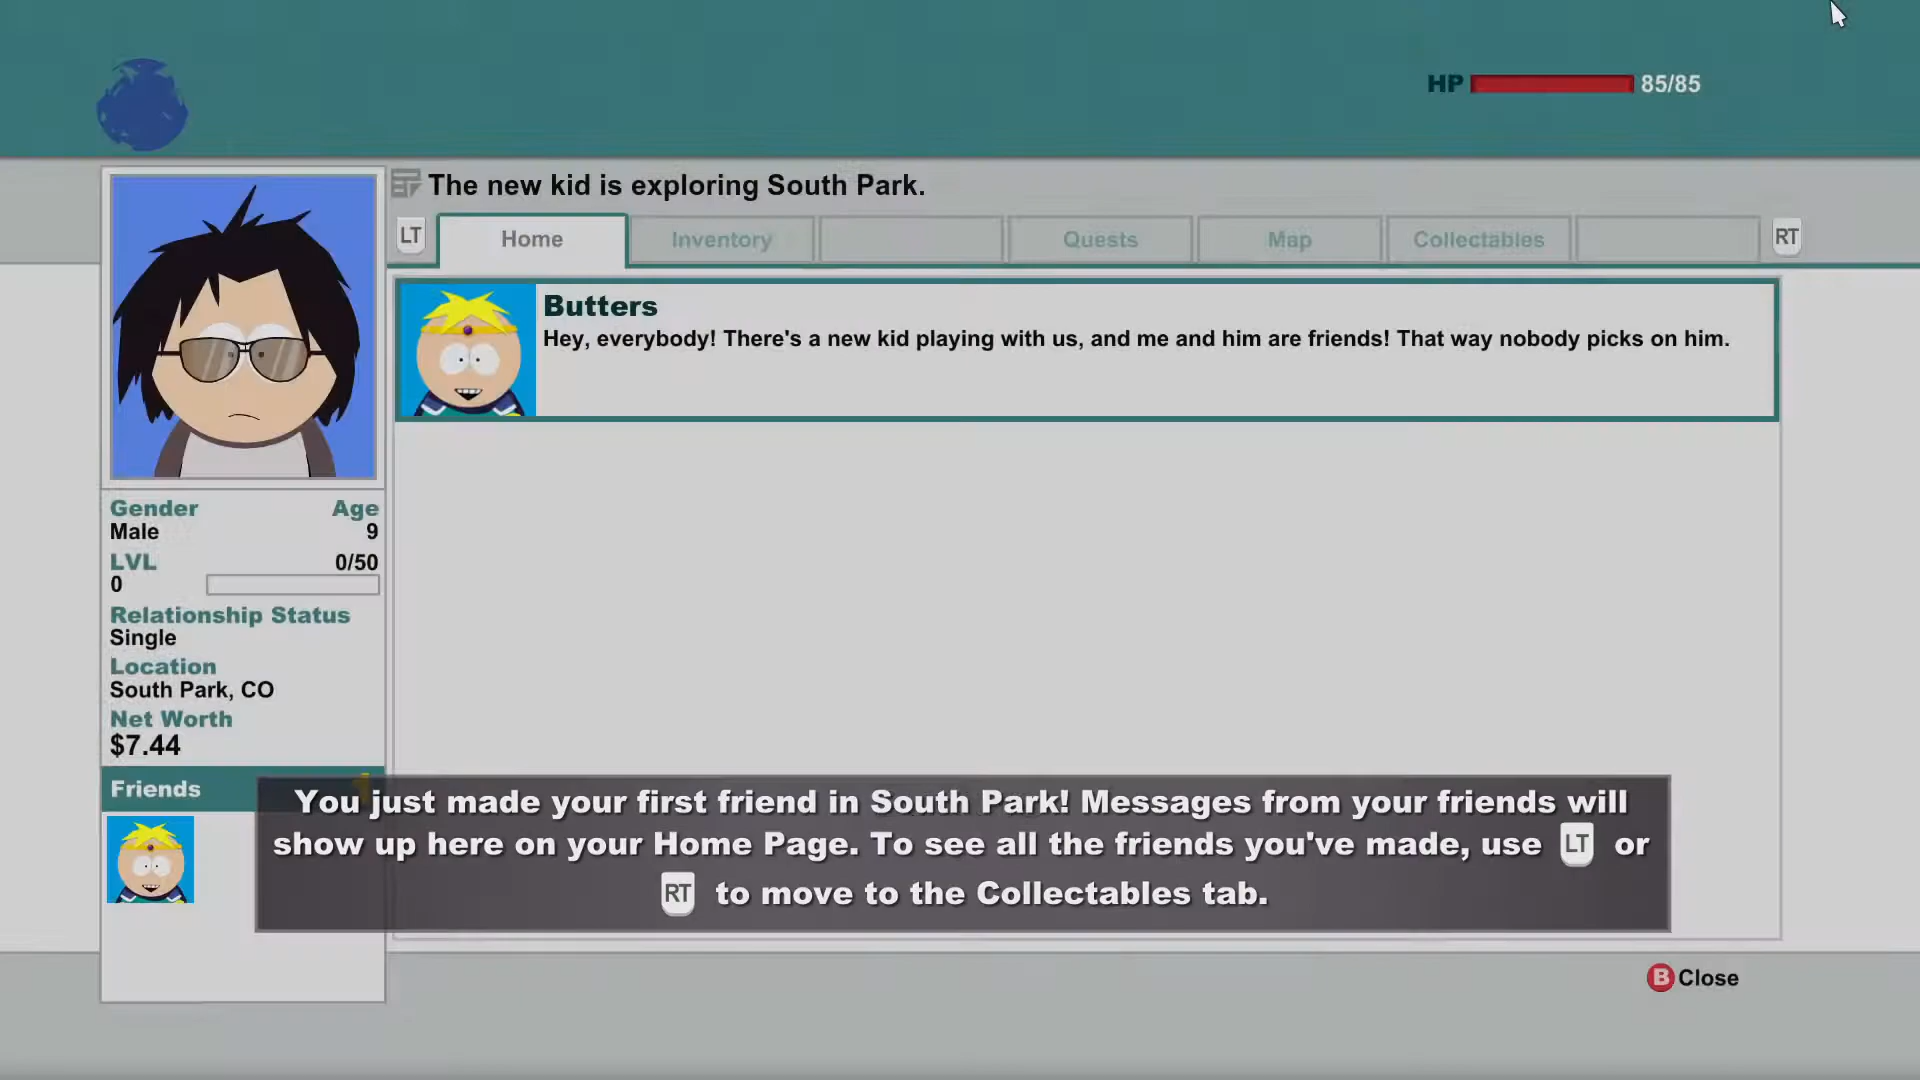 HP 85/85
The new kid is exploring South Park.
LT Home Inventory Quests Map Collectables RT
Butters
Hey, everybody! There's a new kid playing with us, and me and him are friends! That way nobody picks on him.
Gender Age
Male 9
LVL 0/50
0
Relationship Status
Single
Location
South Park, CO
Net Worth
$7.44
Friends
You just made your first friend in South Park! Messages from your friends will
show up here on your Home Page. To see all the friends you've made, use LT or
RT to move to the Collectables tab.
B Close